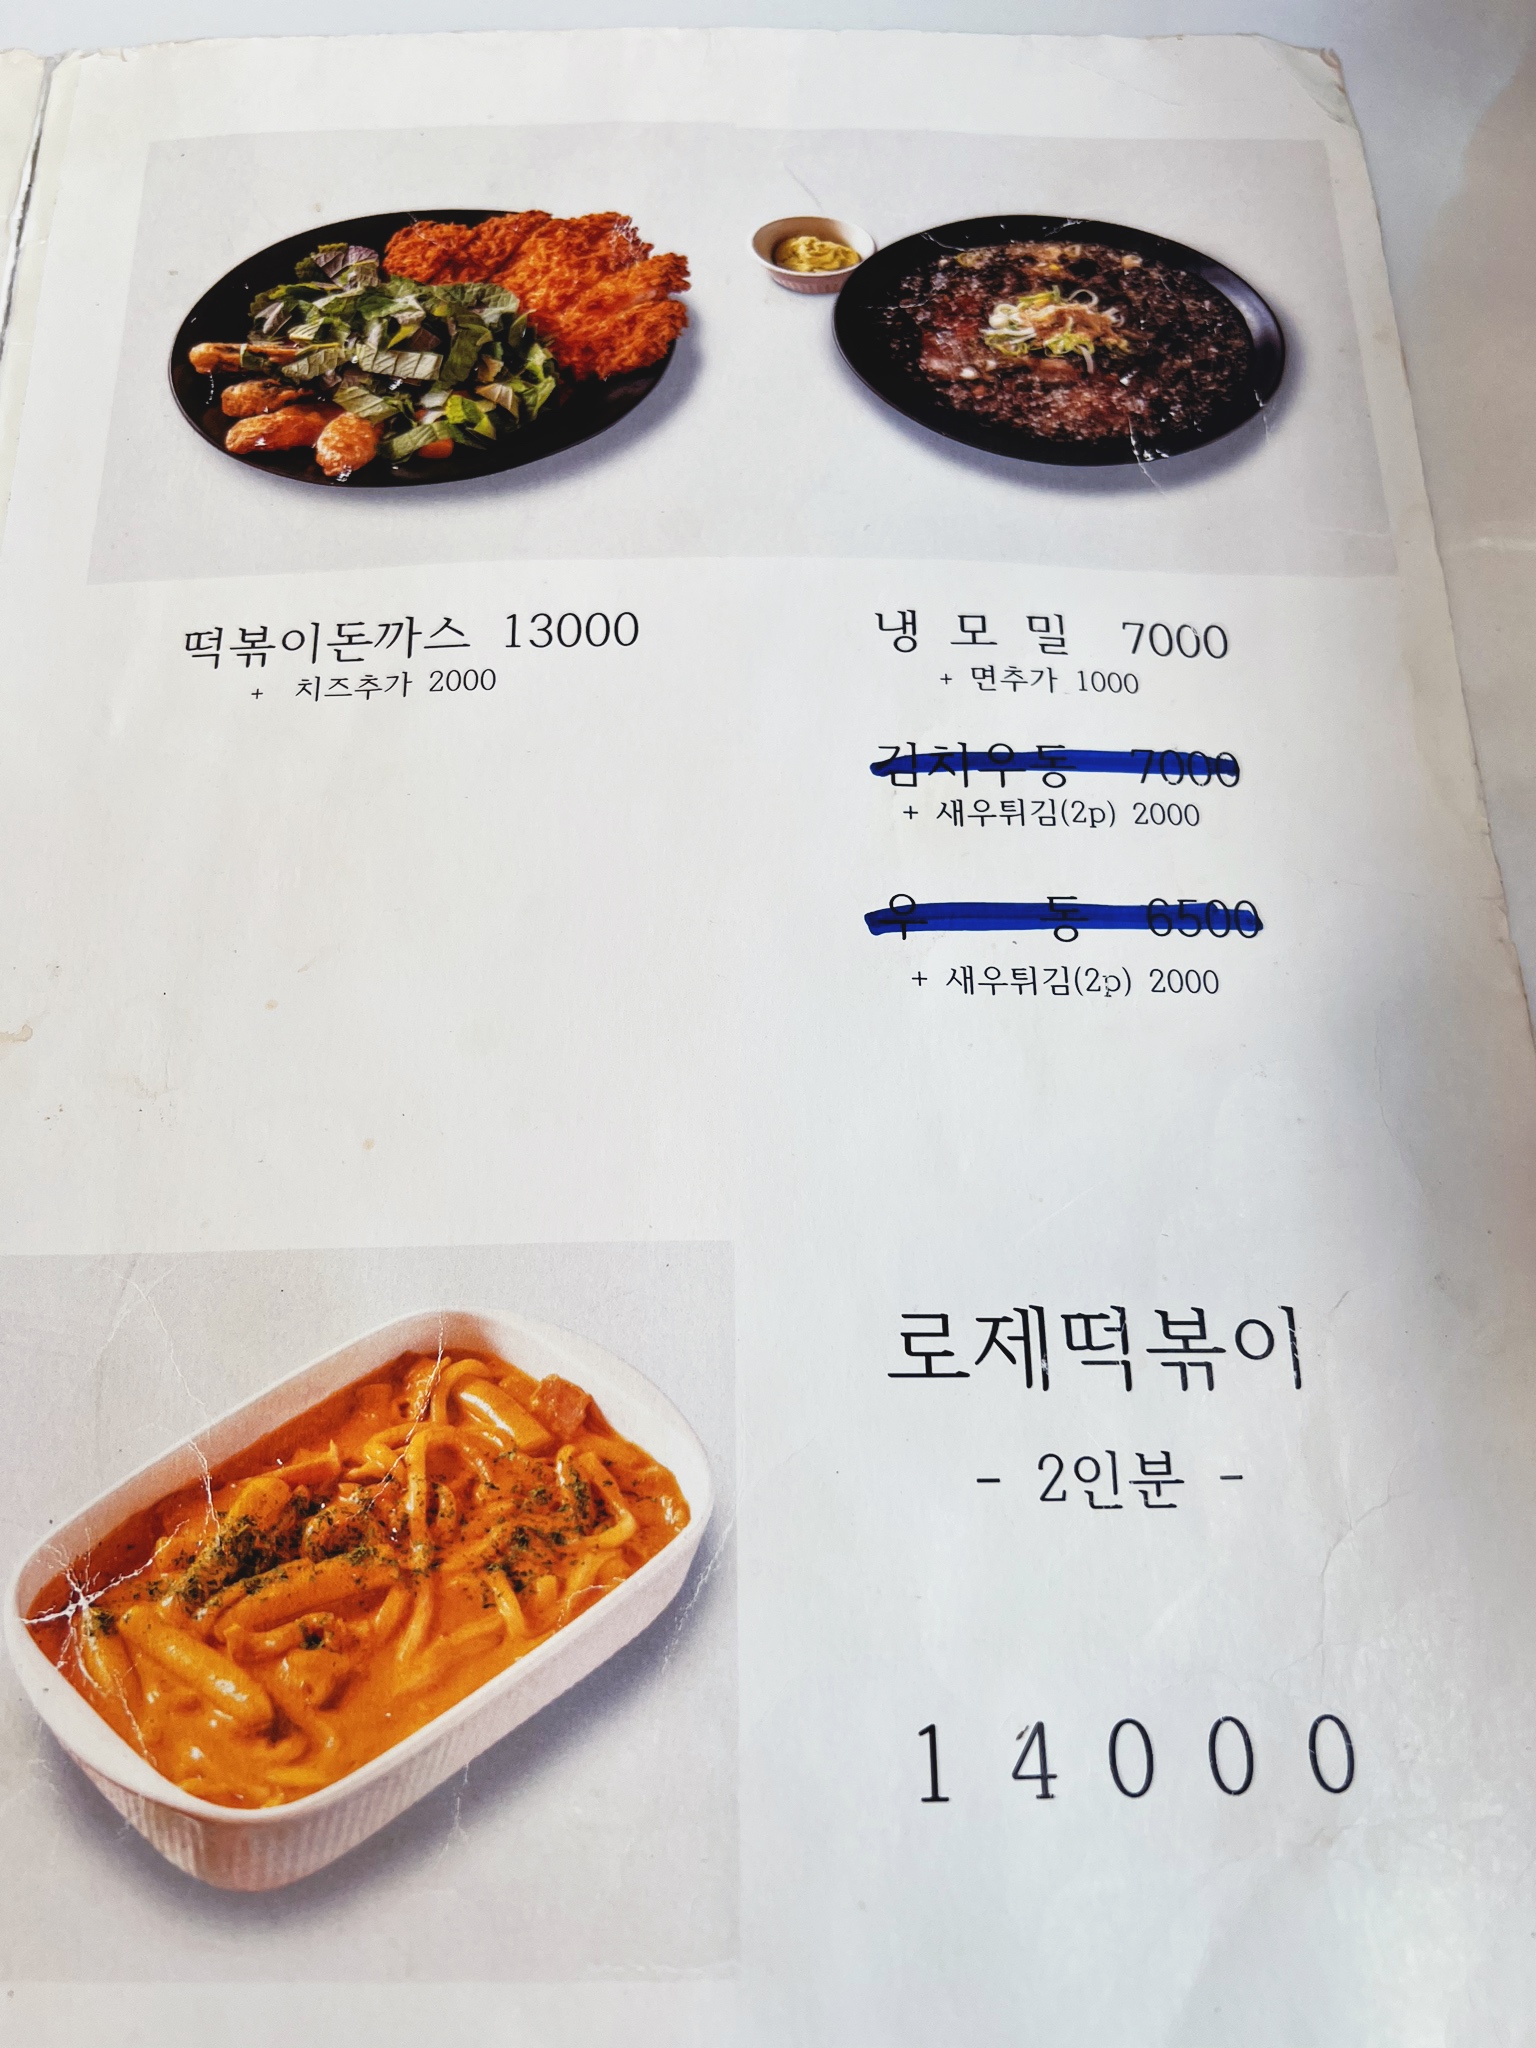 떡볶이돈까스 13000
+ 치즈추가 2000
냉 모 밀 7000
+ 면추가 1000
김치우동 7000
+ 새우튀김(2p) 2000
우 동 6500
+ 새우튀김(2p) 2000
로제떡볶이
- 2인분 -
14000